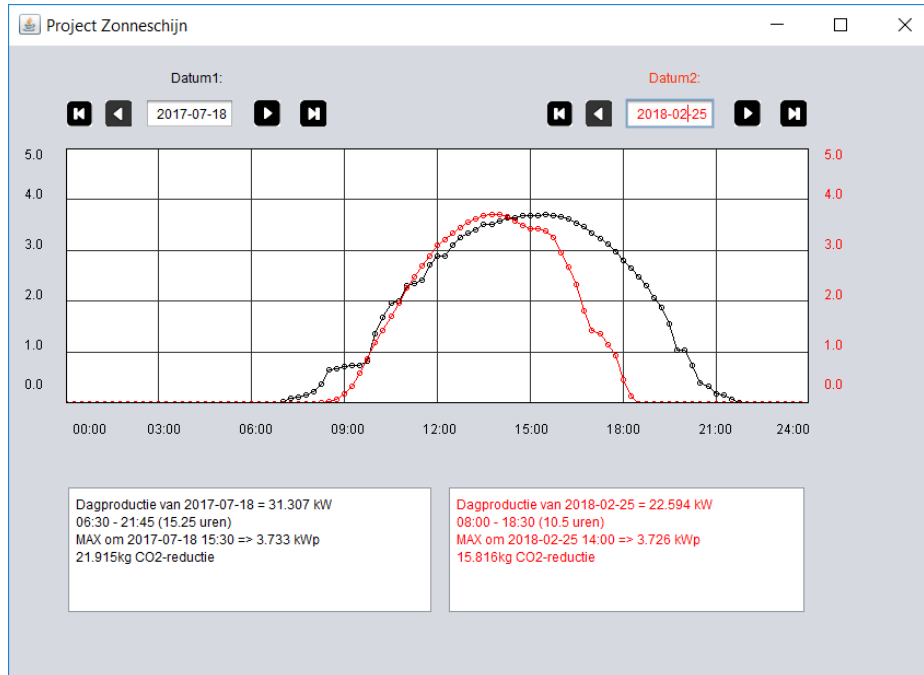 Project Zonneschijn
Datum1: Datum2:
2017-07-18 2018-02-25
5.0 5.0
4.0 4.0
3.0 3.0
2.0 2.0
1.0 1.0
0.0 0.0
00:00 03:00 06:00 09:00 12:00 15:00 18:00 21:00 24:00
Dagproductie van 2017-07-18 = 31.307 kW
06:30 - 21:45 (15.25 uren)
MAX om 2017-07-18 15:30 => 3.733 kWp
21.915kg CO2-reductie
Dagproductie van 2018-02-25 = 22.594 kW
08:00 - 18:30 (10.5 uren)
MAX om 2018-02-25 14:00 => 3.726 kWp
15.816kg CO2-reductie